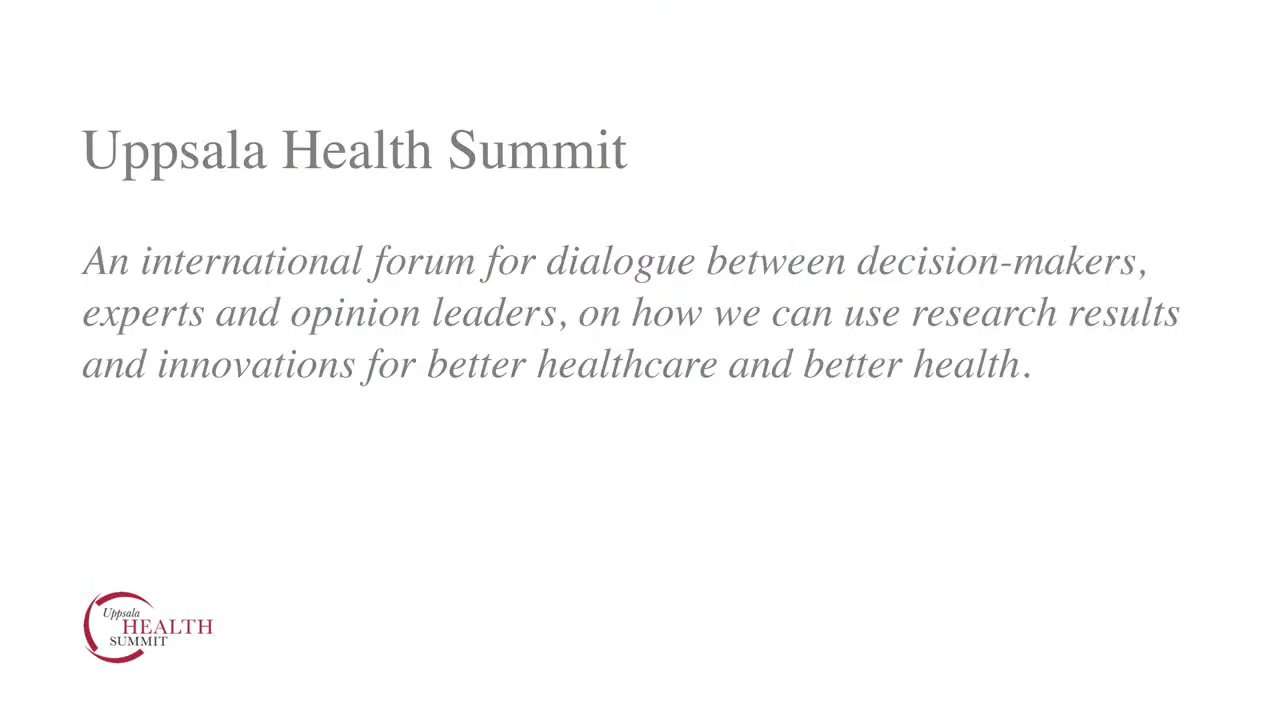 Uppsala Health Summit
An international forum for dialogue between decision-makers,
experts and opinion leaders, on how we can use research results
and innovations for better healthcare and better health.
Uppsala
HEALTH
SUMMIT